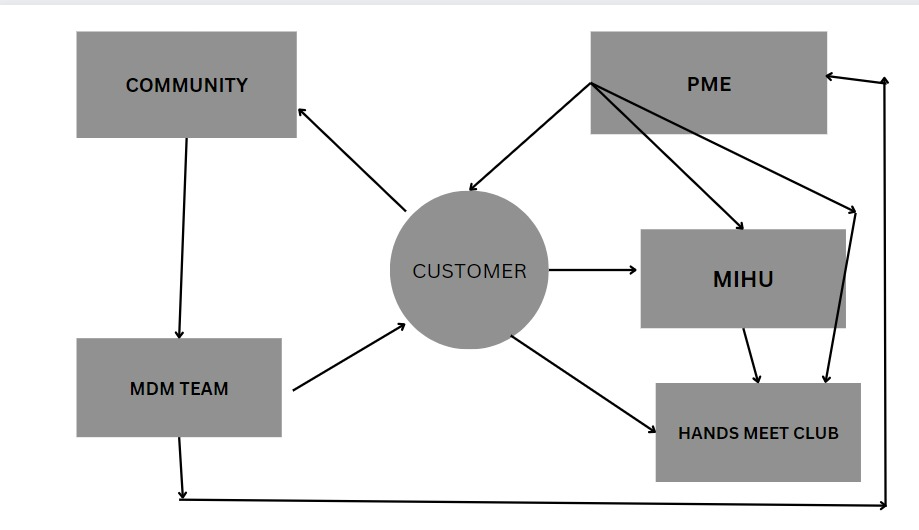 COMMUNITY
PME
CUSTOMER
MIHU
MDM TEAM
HANDS MEET CLUB